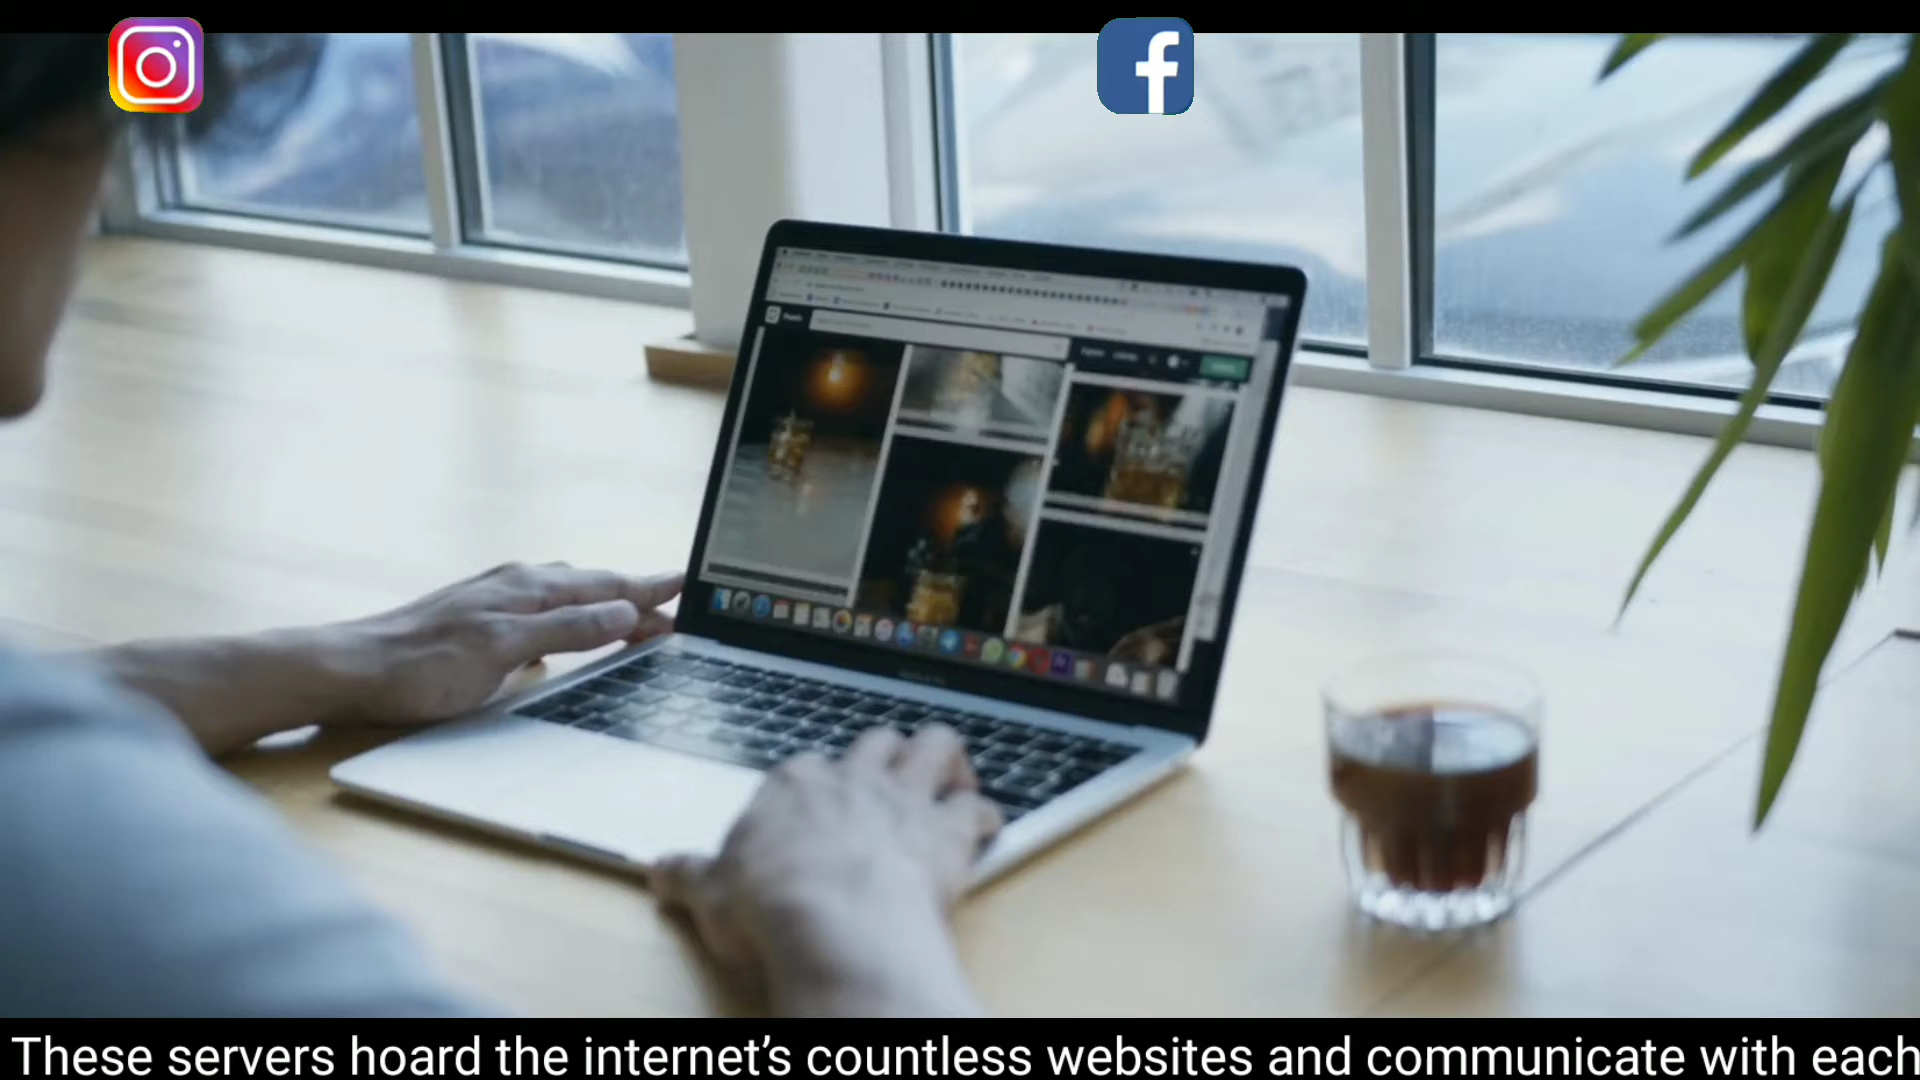 These servers hoard the internet’s countless websites and communicate with each